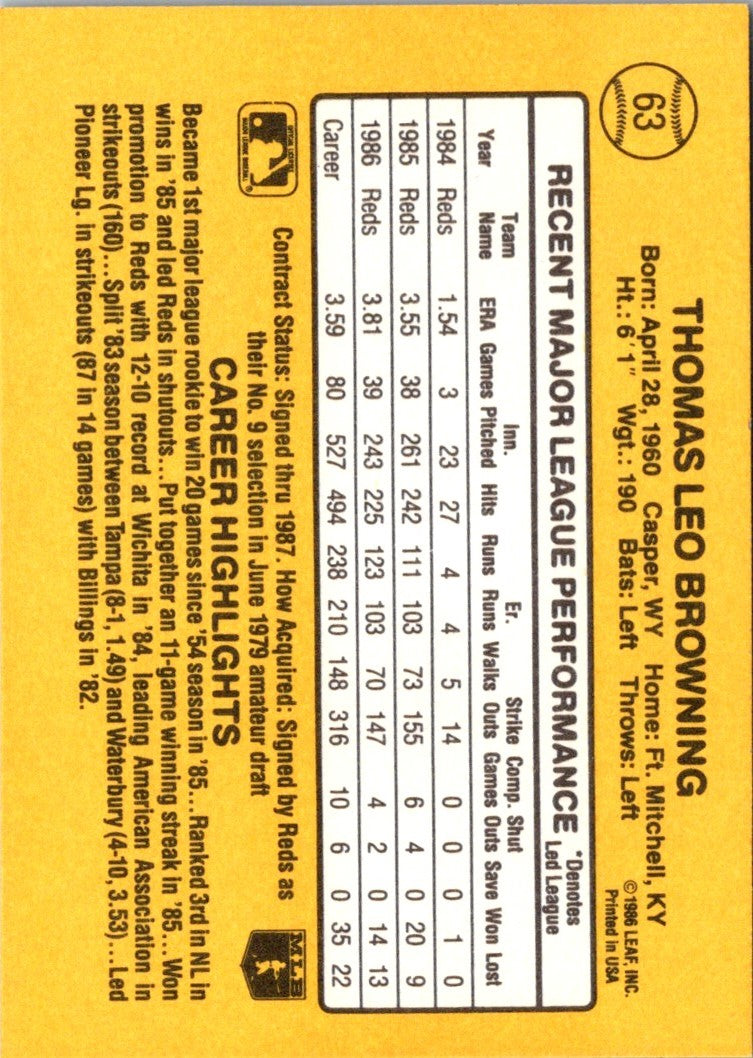 63
THOMAS LEO BROWNING
Born: April 28, 1960 Casper, WY Home: Ft. Mitchell, KY
Ht.: 6'1" Wgt.: 190 Bats: Left Throws: Left
©1986 LEAF, INC.
Printed in USA
RECENT MAJOR LEAGUE PERFORMANCE *Denotes
Led League
Team Inn. Er. Strike Comp. Shut
Year Name ERA Games Pitched Hits Runs Runs Walks Outs Games Outs Save Won Lost
1984 Reds 1.54 3 23 27 4 4 5 14 0 0 0 1 0
1985 Reds 3.55 38 261 242 111 103 73 155 6 4 0 20 9
1986 Reds 3.81 39 243 225 123 103 70 147 4 2 0 14 13
Career 3.59 80 527 494 238 210 148 316 10 6 0 35 22
Contract Status: Signed thru 1987. How Acquired: Signed by Reds as
their No. 9 selection in June 1979 amateur draft
MLB
CAREER HIGHLIGHTS
Became 1st major league rookie to win 20 games since '54 season in '85...Ranked 3rd in NL in
wins in '85 and led Reds in shutouts...Put together an 11-game winning streak in '85...Won
promotion to Reds with 12-10 record at Wichita in '84, leading American Association in
strikeouts (160)...Split '83 season between Tampa (8-1, 1.49) and Waterbury (4-10, 3.53)...Led
Pioneer Lg. in strikeouts (87 in 14 games) with Billings in '82.